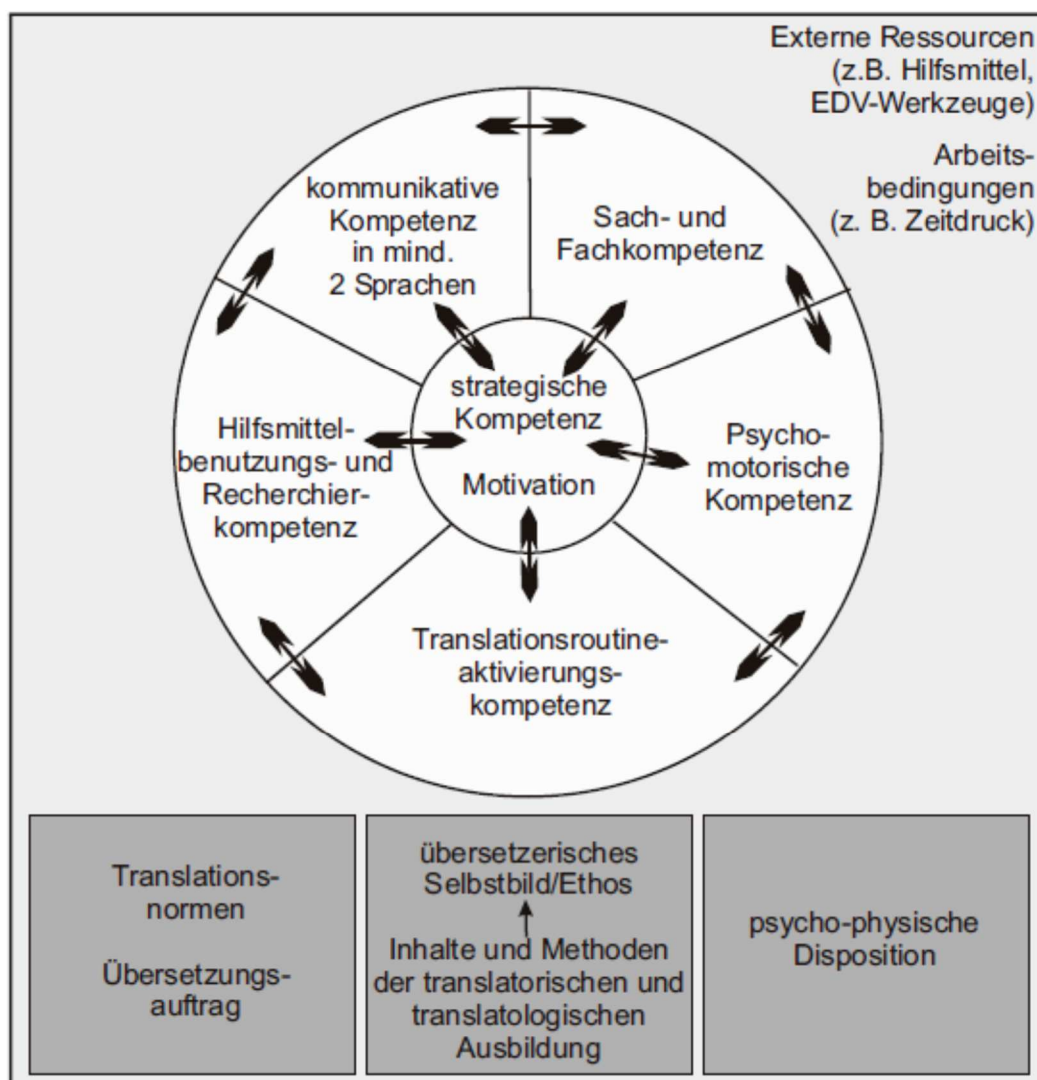 Externe Ressourcen
(z.B. Hilfsmittel,
EDV-Werkzeuge)
Arbeits-
bedingungen
(z. B. Zeitdruck)
kommunikative
Kompetenz
in mind.
2 Sprachen
Sach- und
Fachkompetenz
strategische
Kompetenz
Motivation
Hilfsmittel-
benutzungs- und
Recherchier-
kompetenz
Psycho-
motorische
Kompetenz
Translationsroutine-
aktivierungs-
kompetenz
Translations-
normen
Übersetzungs-
auftrag
übersetzerisches
Selbstbild/Ethos
Inhalte und Methoden
der translatorischen und
translatologischen
Ausbildung
psycho-physische
Disposition